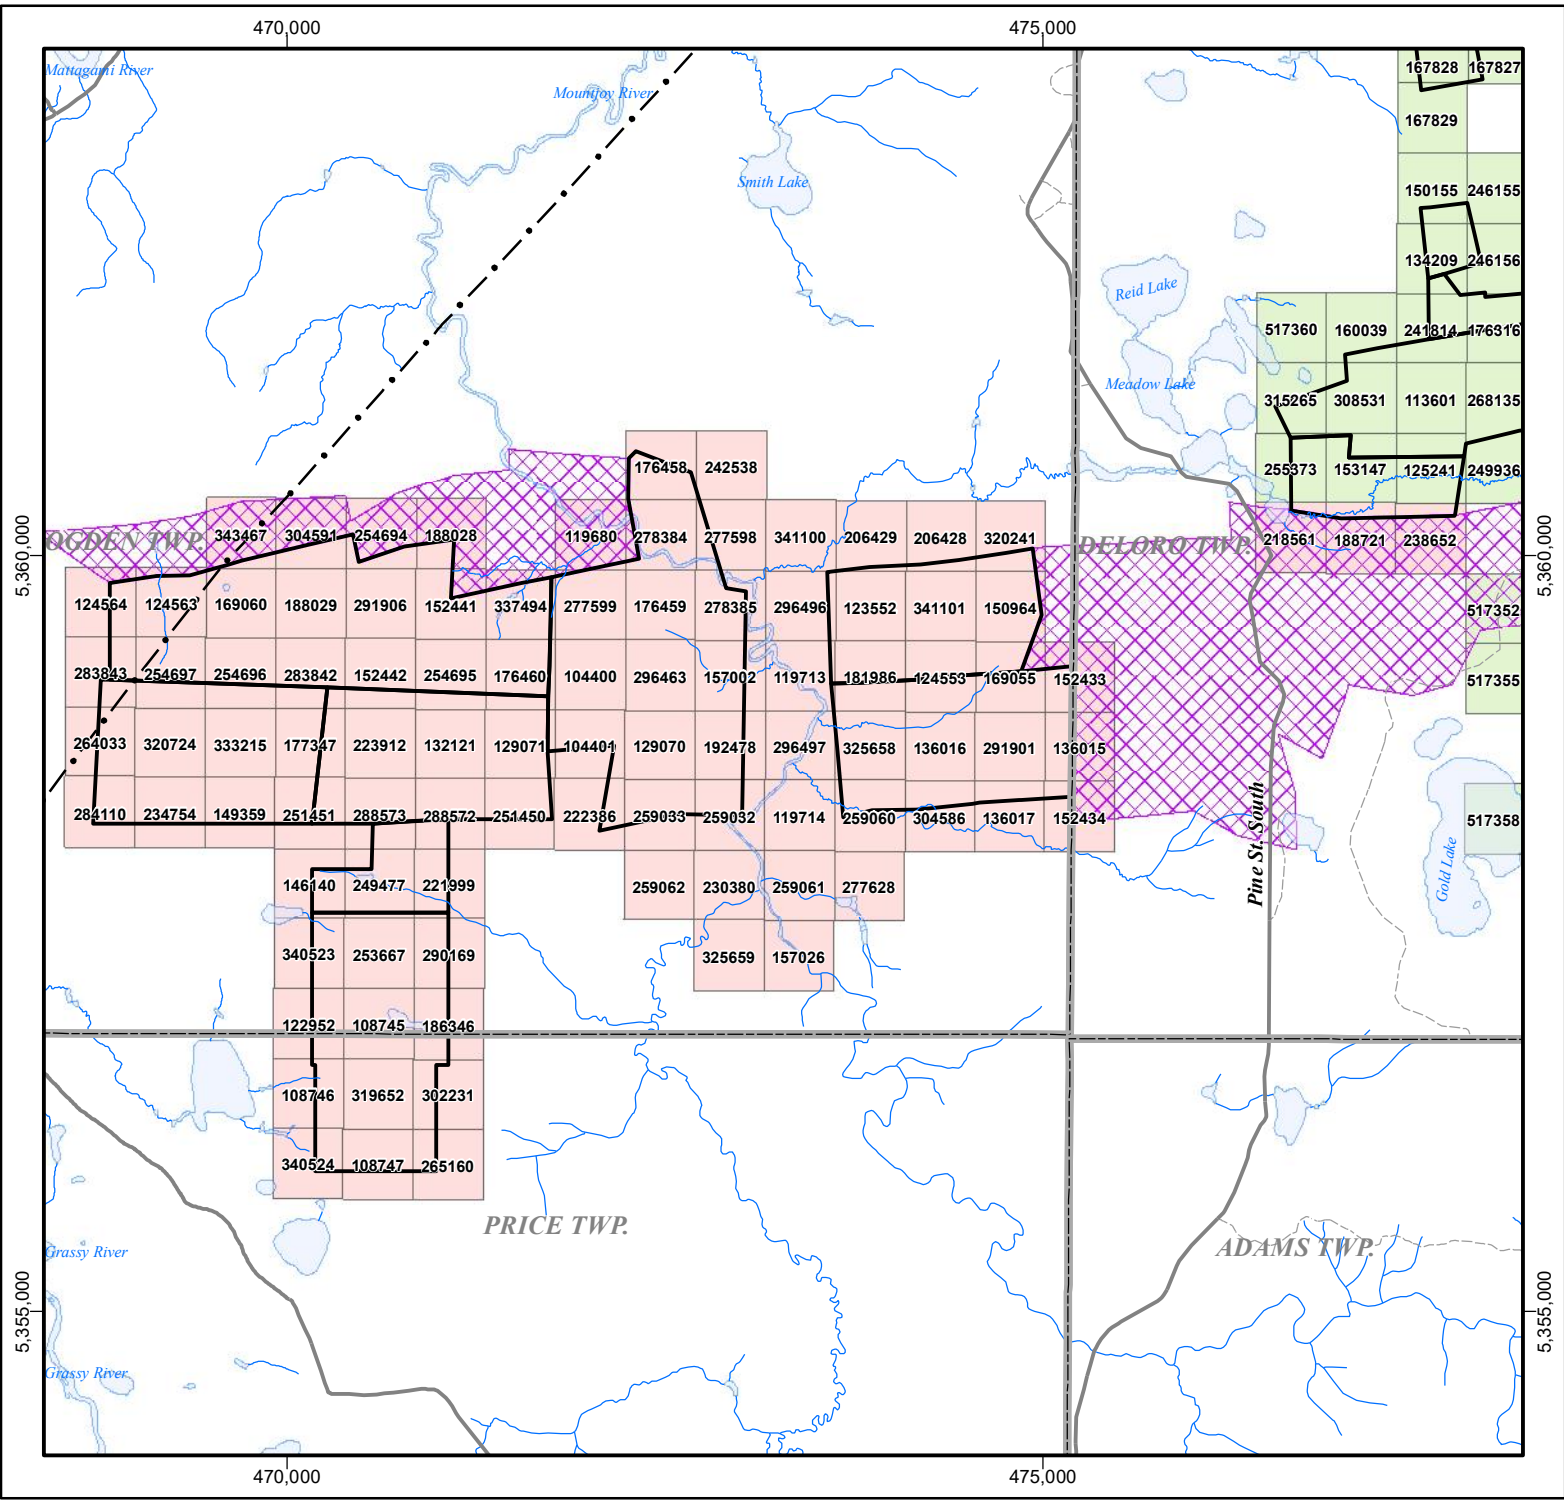 470,000 475,000
Mattagami River
Mountjoy River
167828 167827
167829
Smith Lake
150155 246155
134209 246156
Reid Lake
517360 160039 241814 176316
Meadow Lake
315265 308531 113601 268135
176458 242538
255373 153147 125241 249936
OGDEN TWP.
343467 304591 254694 188028 119680 278384 277598 341100 206429 206428 320241
DELORO TWP.
218561 188721 238652
5,360,000
5,360,000
124564 124563 169060 188029 291906 152441 337494 277599 176459 278385 296496 123552 341101 150964
517352
283843 254697 254696 283842 152442 254695 176460 104400 296463 157002 119713 181986 124553 169055 152433
517355
264033 320724 333215 177347 223912 132121 129071 104401 129070 192478 296497 325658 136016 291901 136015
284110 234754 149359 251451 288573 288572 251450 222386 259033 259032 119714 259060 304586 136017 152434
517358
Pine St. South
Gold Lake
146140 249477 221999
259062 230380 259061 277628
340523 253667 290169
325659 157026
122952 108745 186346
108746 319652 302231
340524 108747 265160
PRICE TWP.
ADAMS TWP.
Grassy River
5,355,000
5,355,000
Grassy River
470,000 475,000